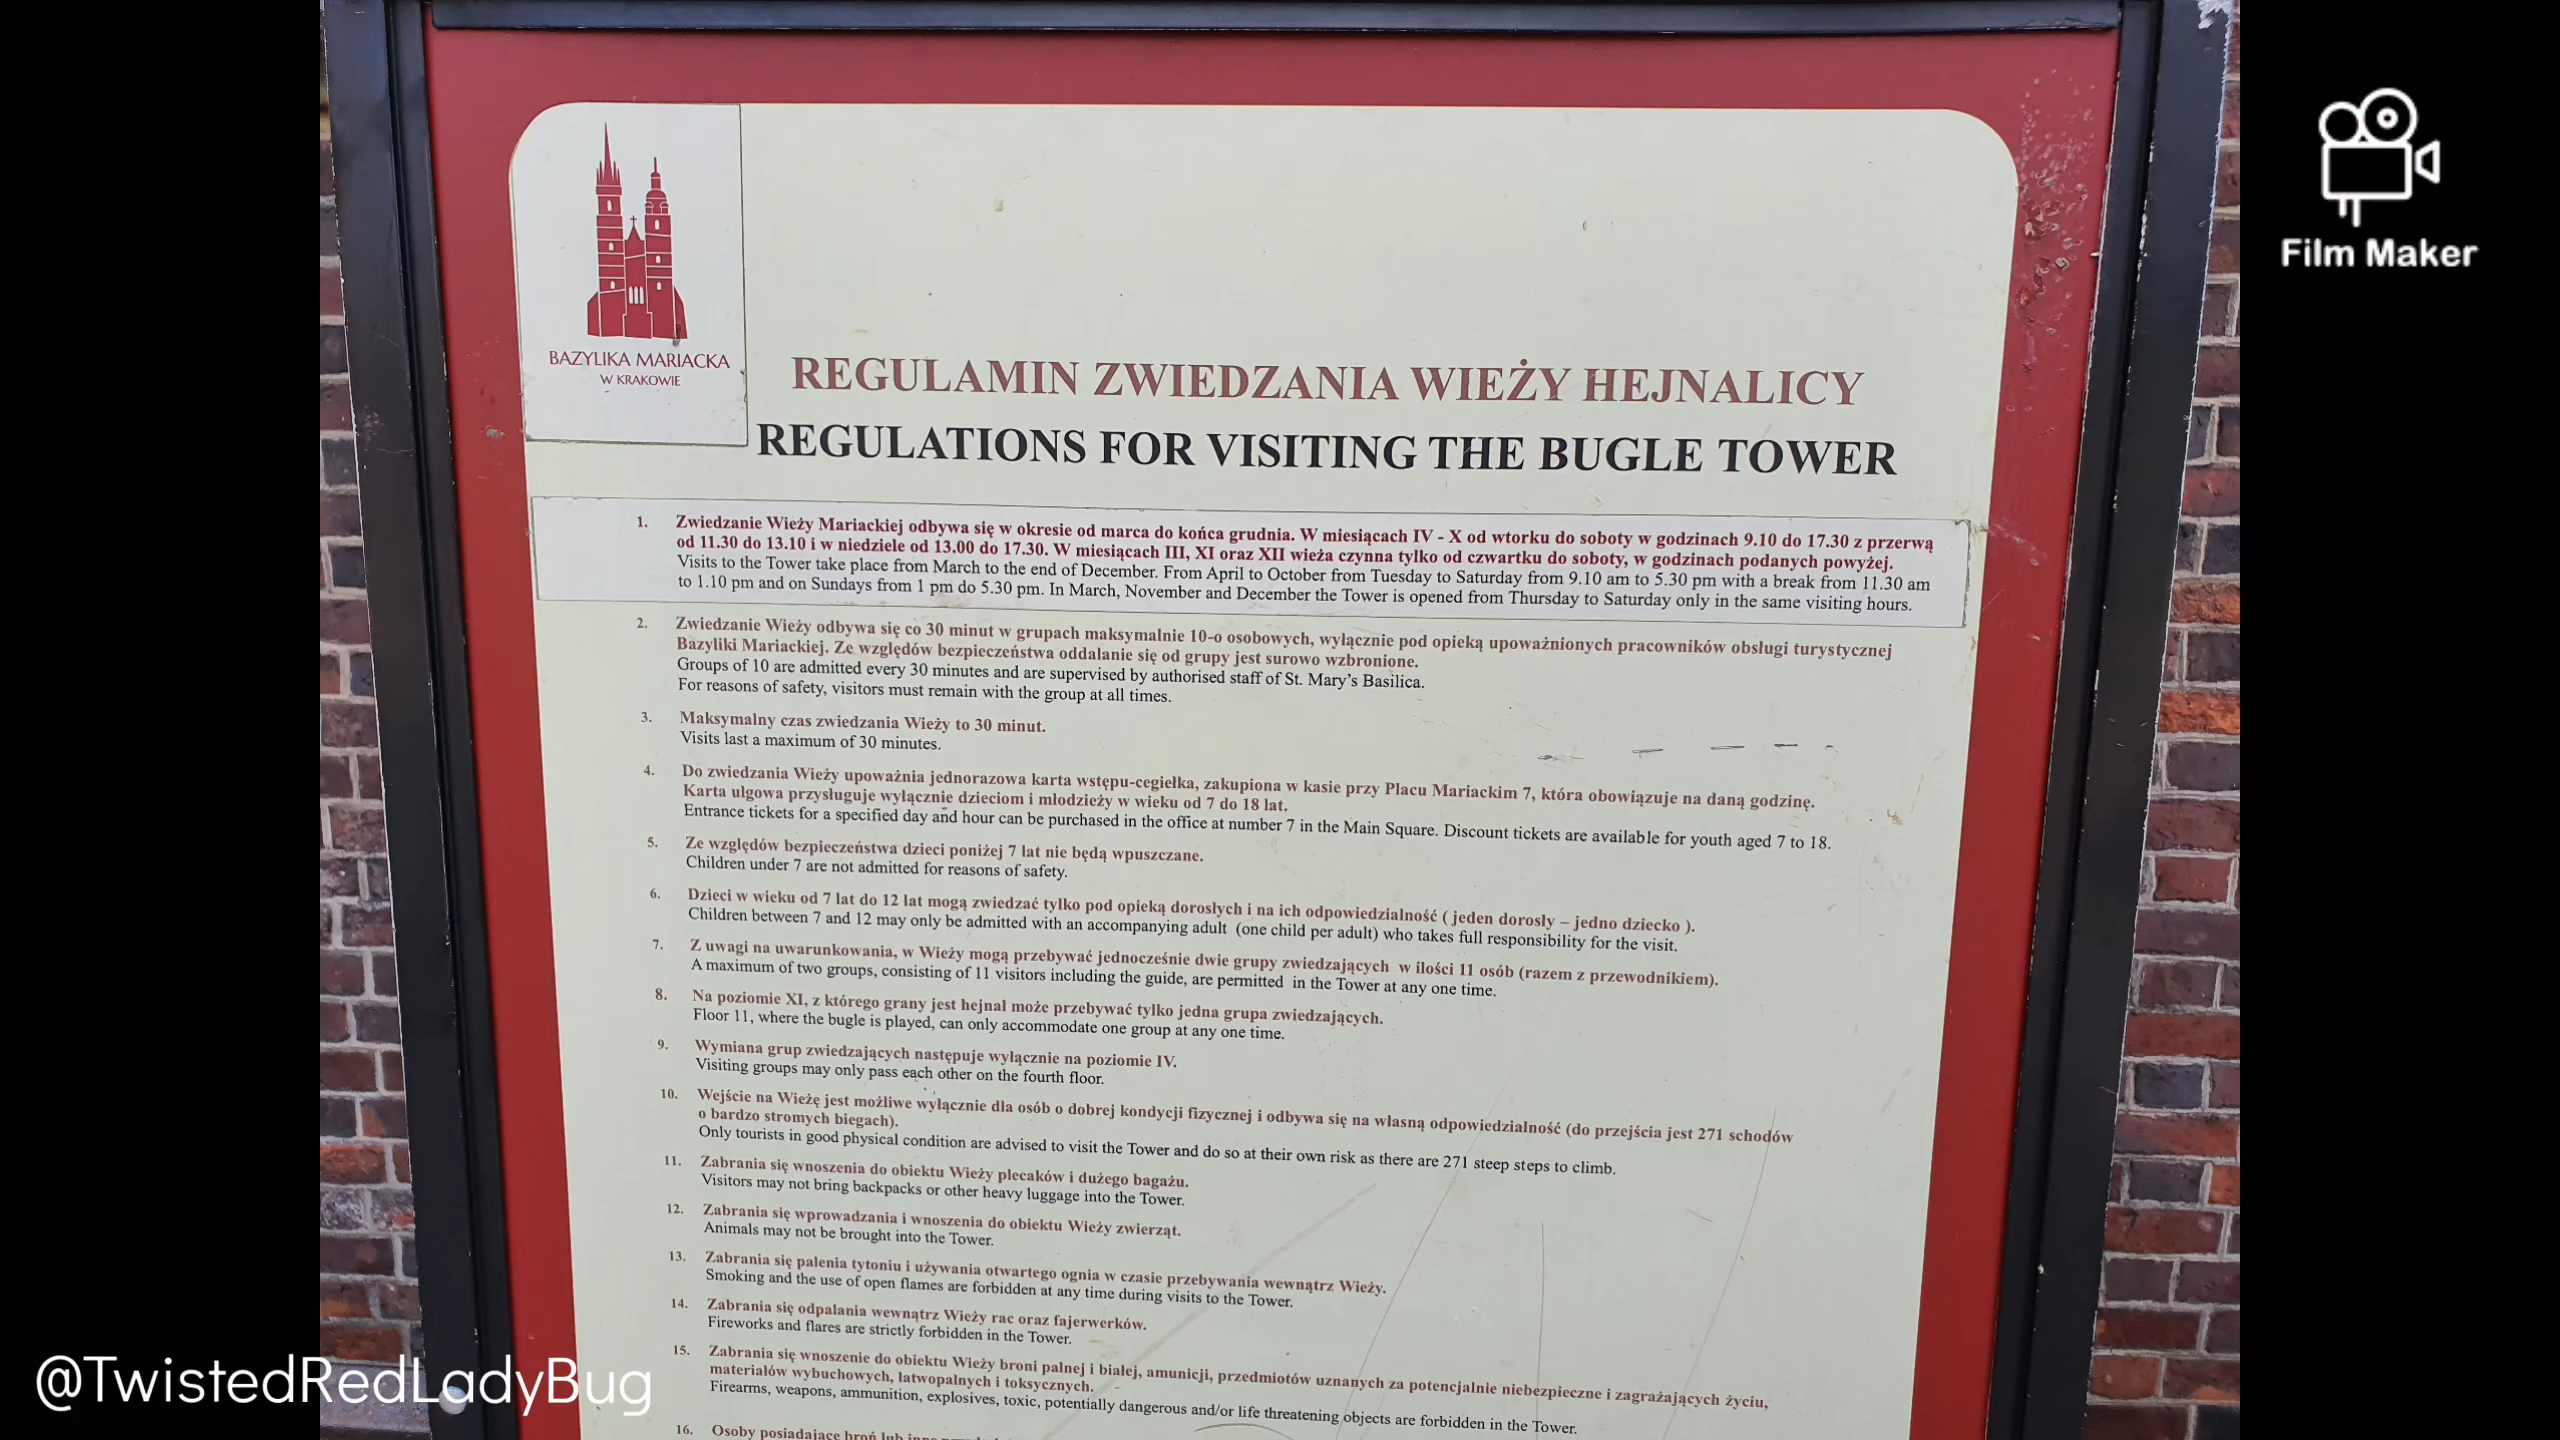 Film Maker
BAZYLIKA MARIACKA
W KRAKOWIE
REGULAMIN ZWIEDZANIA WIEŻY HEJNALICY
REGULATIONS FOR VISITING THE BUGLE TOWER
1. Zwiedzanie Wieży Mariackiej odbywa się w okresie od marca do końca grudnia. W miesiącach IV - X od wtorku do soboty w godzinach 9.10 do 17.30 z przerwą
od 11.30 do 13.10 i w niedziele od 13.00 do 17.30. W miesiącach III, XI oraz XII wieża czynna tylko od czwartku do soboty, w godzinach podanych powyżej.
Visits to the Tower take place from March to the end of December. From April to October from Tuesday to Saturday from 9.10 am to 5.30 pm with a break from 11.30 am
to 1.10 pm and on Sundays from 1 pm do 5.30 pm. In March, November and December the Tower is opened from Thursday to Saturday only in the same visiting hours.
2. Zwiedzanie Wieży odbywa się co 30 minut w grupach maksymalnie 10-o osobowych, wyłącznie pod opieką upoważnionych pracowników obsługi turystycznej
Bazyliki Mariackiej. Ze względów bezpieczeństwa oddalanie się od grupy jest surowo wzbronione.
Groups of 10 are admitted every 30 minutes and are supervised by authorised staff of St. Mary's Basilica.
For reasons of safety, visitors must remain with the group at all times.
3. Maksymalny czas zwiedzania Wieży to 30 minut.
Visits last a maximum of 30 minutes.
4. Do zwiedzania Wieży upoważnia jednorazowa karta wstępu-cegiełka, zakupiona w kasie przy Placu Mariackim 7, która obowiązuje na daną godzinę.
Karta ulgowa przysługuje wyłącznie dzieciom i młodzieży w wieku od 7 do 18 lat.
Entrance tickets for a specified day and hour can be purchased in the office at number 7 in the Main Square. Discount tickets are available for youth aged 7 to 18.
5. Ze względów bezpieczeństwa dzieci poniżej 7 lat nie będą wpuszczane.
Children under 7 are not admitted for reasons of safety.
6. Dzieci w wieku od 7 lat do 12 lat mogą zwiedzać tylko pod opieką dorosłych i na ich odpowiedzialność ( jeden dorosły – jedno dziecko ).
Children between 7 and 12 may only be admitted with an accompanying adult (one child per adult) who takes full responsibility for the visit.
7. Z uwagi na uwarunkowania, w Wieży mogą przebywać jednocześnie dwie grupy zwiedzających w ilości 11 osób (razem z przewodnikiem).
A maximum of two groups, consisting of 11 visitors including the guide, are permitted in the Tower at any one time.
8. Na poziomie XI, z którego grany jest hejnał może przebywać tylko jedna grupa zwiedzających.
Floor 11, where the bugle is played, can only accommodate one group at any one time.
9. Wymiana grup zwiedzających następuje wyłącznie na poziomie IV.
Visiting groups may only pass each other on the fourth floor.
10. Wejście na Wieżę jest możliwe wyłącznie dla osób o dobrej kondycji fizycznej i odbywa się na własną odpowiedzialność (do przejścia jest 271 schodów
o bardzo stromych biegach).
Only tourists in good physical condition are advised to visit the Tower and do so at their own risk as there are 271 steep steps to climb.
11. Zabrania się wnoszenia do obiektu Wieży plecaków i dużego bagażu.
Visitors may not bring backpacks or other heavy luggage into the Tower.
12. Zabrania się wprowadzania i wnoszenia do obiektu Wieży zwierząt.
Animals may not be brought into the Tower.
13. Zabrania się palenia tytoniu i używania otwartego ognia w czasie przebywania wewnątrz Wieży.
Smoking and the use of open flames are forbidden at any time during visits to the Tower.
14. Zabrania się odpalania wewnątrz Wieży rac oraz fajerwerków.
Fireworks and flares are strictly forbidden in the Tower.
15. Zabrania się wnoszenie do obiektu Wieży broni palnej i białej, amunicji, przedmiotów uznanych za potencjalnie niebezpieczne i zagrażających życiu,
materiałów wybuchowych, łatwopalnych i toksycznych.
Firearms, weapons, ammunition, explosives, toxic, potentially dangerous and/or life threatening objects are forbidden in the Tower.
16. Osoby posiadające broń lub inne
@TwistedRedLadyBug